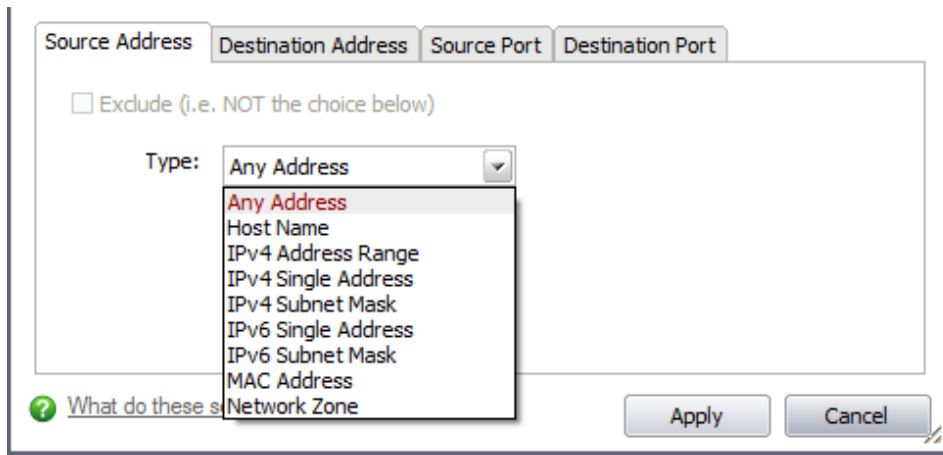 Source Address Destination Address Source Port Destination Port
Exclude (i.e. NOT the choice below)
Type: Any Address
Any Address
Host Name
IPv4 Address Range
IPv4 Single Address
IPv4 Subnet Mask
IPv6 Single Address
IPv6 Subnet Mask
MAC Address
Network Zone
What do these
Apply Cancel